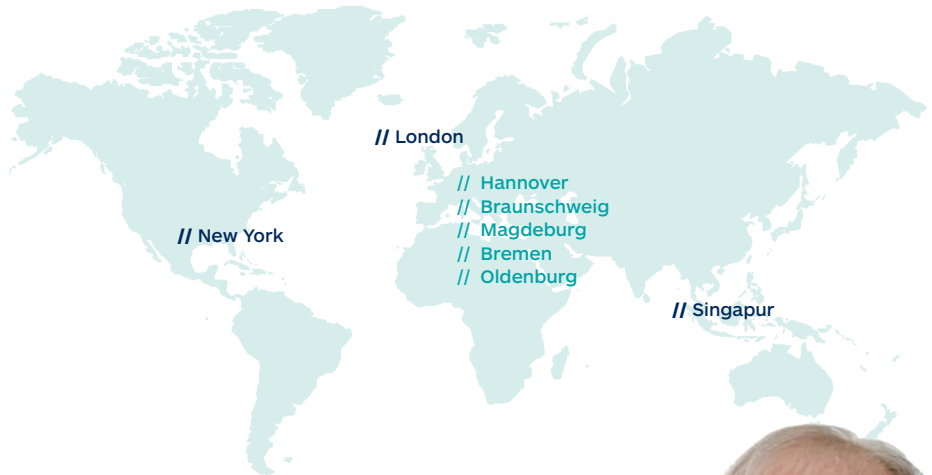 // London
// Hannover
// Braunschweig
// Magdeburg
// Bremen
// Oldenburg
// New York
// Singapur